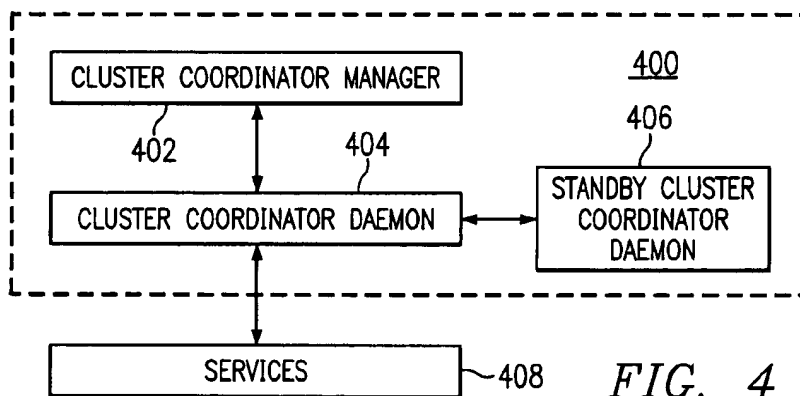 CLUSTER COORDINATOR MANAGER
400
402
404
406
CLUSTER COORDINATOR DAEMON
STANDBY CLUSTER
COORDINATOR
DAEMON
SERVICES
408
FIG. 4